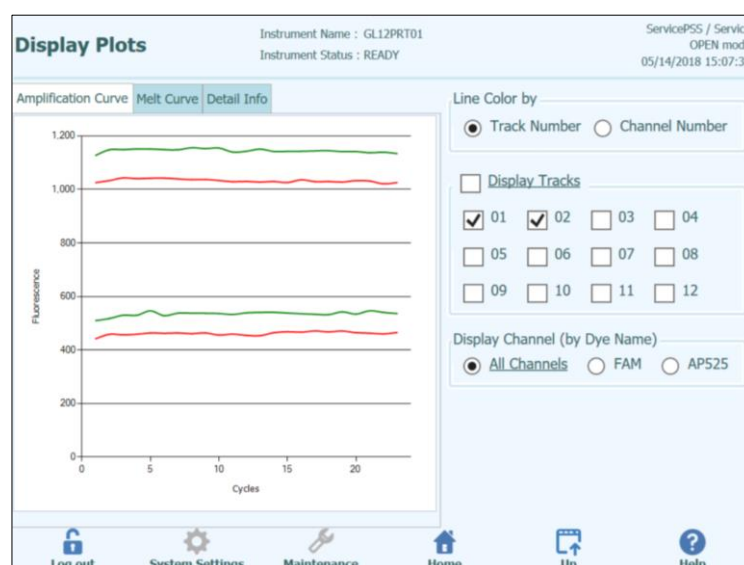 Display Plots
Instrument Name : GL12PRT01
Instrument Status : READY
ServicePSS / Servic
OPEN mod
05/14/2018 15:07:3
Amplification Curve Melt Curve Detail Info
1,200
1,000
800
600
400
200
0
Fluorescence
0 5 10 15 20
Cycles
Line Color by
Track Number Channel Number
Display Tracks
01 02 03 04
05 06 07 08
09 10 11 12
Display Channel (by Dye Name)
All Channels FAM AP525
Log out System Settings Maintenance Home Up Help